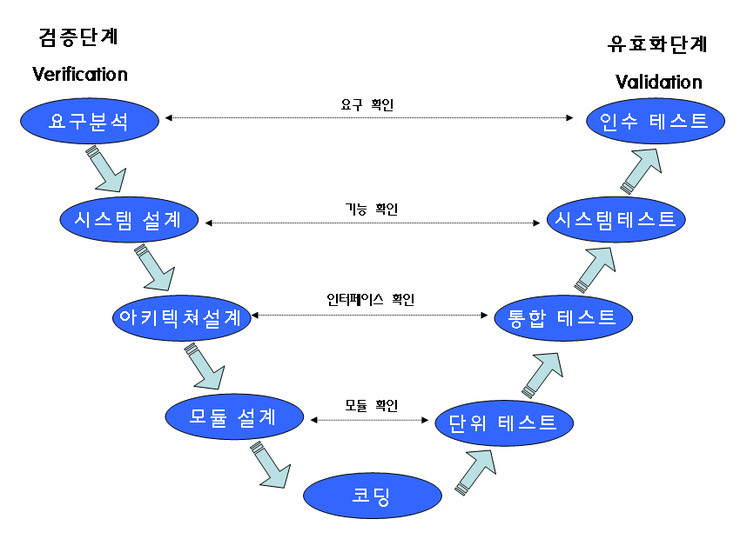 검증단계
Verification
유효화단계
Validation
요구분석
요구 확인
인수 테스트
시스템 설계
기능 확인
시스템테스트
아키텍쳐설계
인터페이스 확인
통합 테스트
모듈 설계
모듈 확인
단위 테스트
코딩